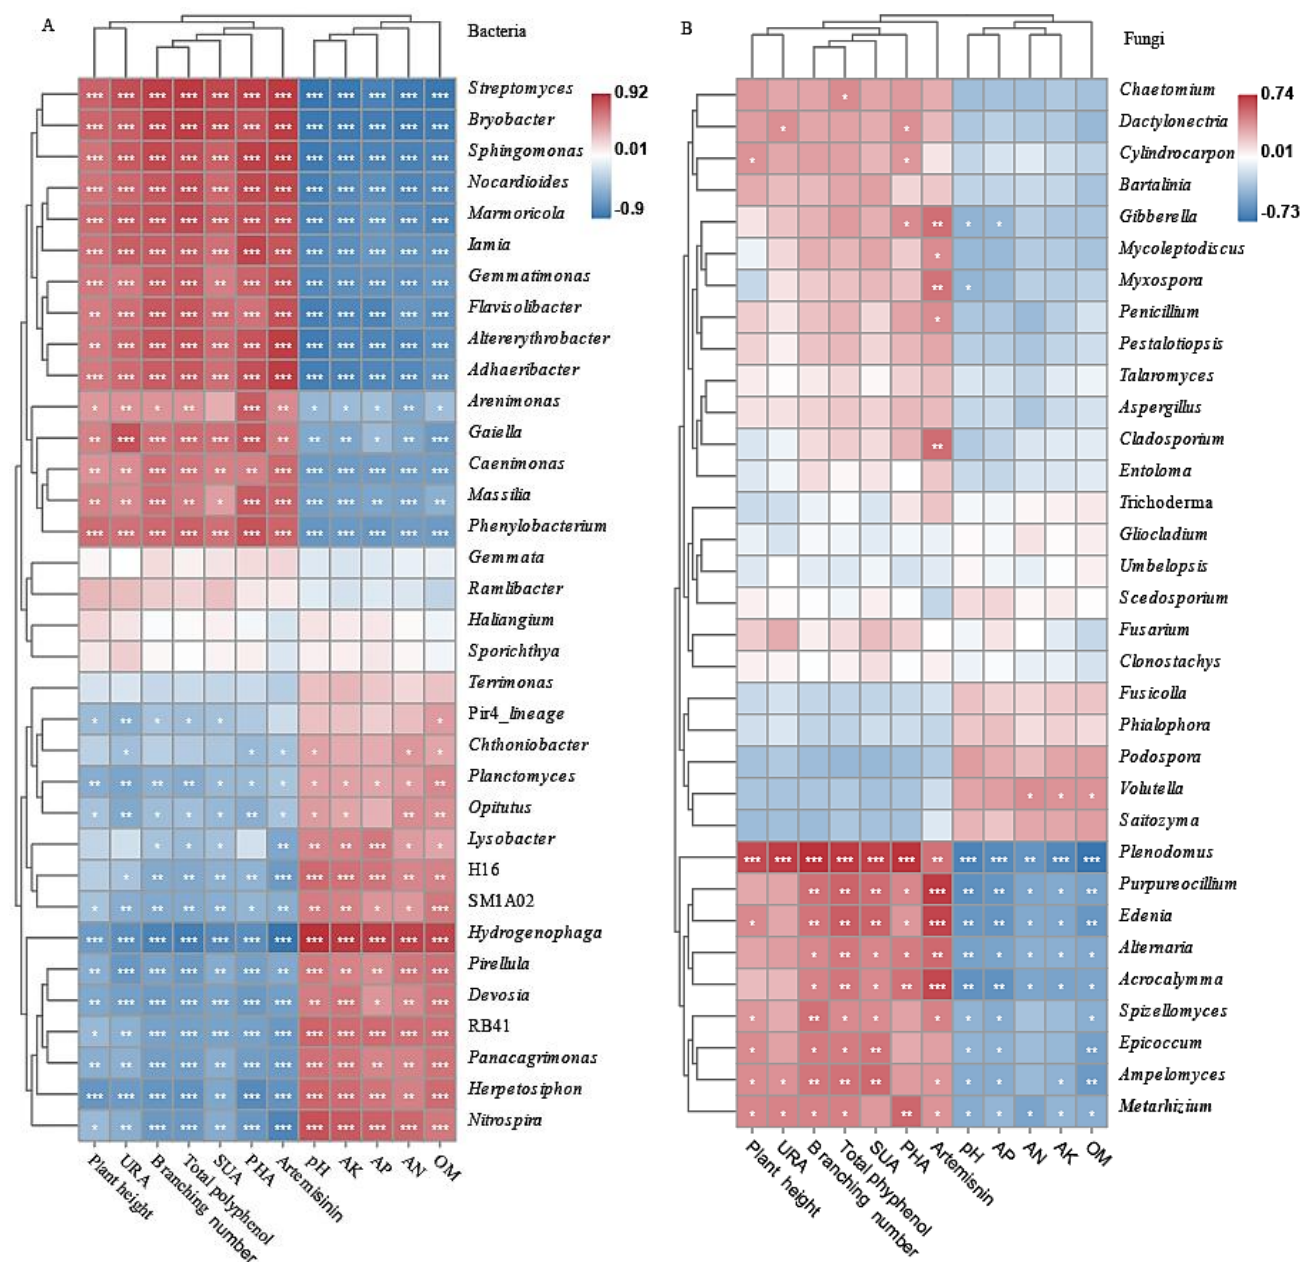 A
Bacteria
Streptomyces
Bryobacter
Sphingomonas
Nocardioides
Marmoricola
Iamia
Gemmatimonas
Flavisolibacter
Altererythrobacter
Adhaeribacter
Arenimonas
Gaiella
Caenimonas
Massilia
Phenylobacterium
Gemmata
Ramlibacter
Haliangium
Sporichthya
Terrimonas
Pir4_lineage
Chthoniobacter
Planctomyces
Opitutus
Lysobacter
H16
SM1A02
Hydrogenophaga
Pirellula
Devosia
RB41
Panacagrimonas
Herpetosiphon
Nitrospira
0.92
0.01
-0.9
Plant height
URA
Branching number
Total polyphenol
SUA
PHA
Artemisinin
pH
AK
AP
AN
OM
B
Fungi
Chaetomium
Dactylonectria
Cylindrocarpon
Bartalinia
Gibberella
Mycoleptodiscus
Myxospora
Penicillium
Pestalotiopsis
Talaromyces
Aspergillus
Cladosporium
Entoloma
Trichoderma
Gliocladium
Umbelopsis
Scedosporium
Fusarium
Clonostachys
Fusicolla
Phialophora
Podospora
Volutella
Saitozyma
Plenodomus
Purpureocillium
Edenia
Alternaria
Acrocalymma
Spizellomyces
Epicoccum
Ampelomyces
Metarhizium
0.74
0.01
-0.73
Plant height
URA
Branching number
Total phyphenol
SUA
PHA
Artemisnin
pH
AP
AN
AK
OM